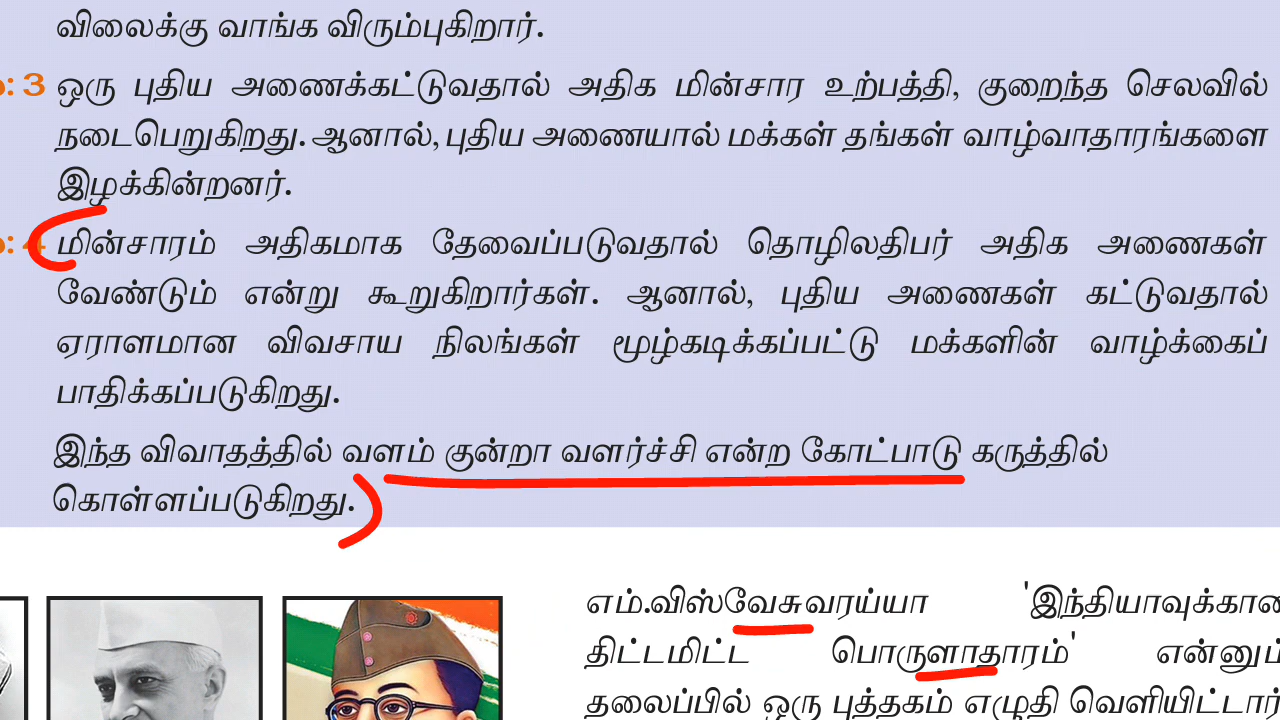 விலைக்கு வாங்க விரும்புகிறார்.
: 3 ஒரு புதிய அணைக்கட்டுவதால் அதிக மின்சார உற்பத்தி, குறைந்த செலவில்
நடைபெறுகிறது. ஆனால், புதிய அணையால் மக்கள் தங்கள் வாழ்வாதாரங்களை
இழக்கின்றனர்.
: 4 மின்சாரம் அதிகமாக தேவைப்படுவதால் தொழிலதிபர் அதிக அணைகள்
வேண்டும் என்று கூறுகிறார்கள். ஆனால், புதிய அணைகள் கட்டுவதால்
ஏராளமான விவசாய நிலங்கள் மூழ்கடிக்கப்பட்டு மக்களின் வாழ்க்கைப்
பாதிக்கப்படுகிறது.
இந்த விவாதத்தில் வளம் குன்றா வளர்ச்சி என்ற கோட்பாடு கருத்தில்
கொள்ளப்படுகிறது.
எம்.விஸ்வேசுவரய்யா 'இந்தியாவுக்கான
திட்டமிட்ட பொருளாதாரம்' என்னும்
தலைப்பில் ஒரு புத்தகம் எழுதி வெளியிட்டார்